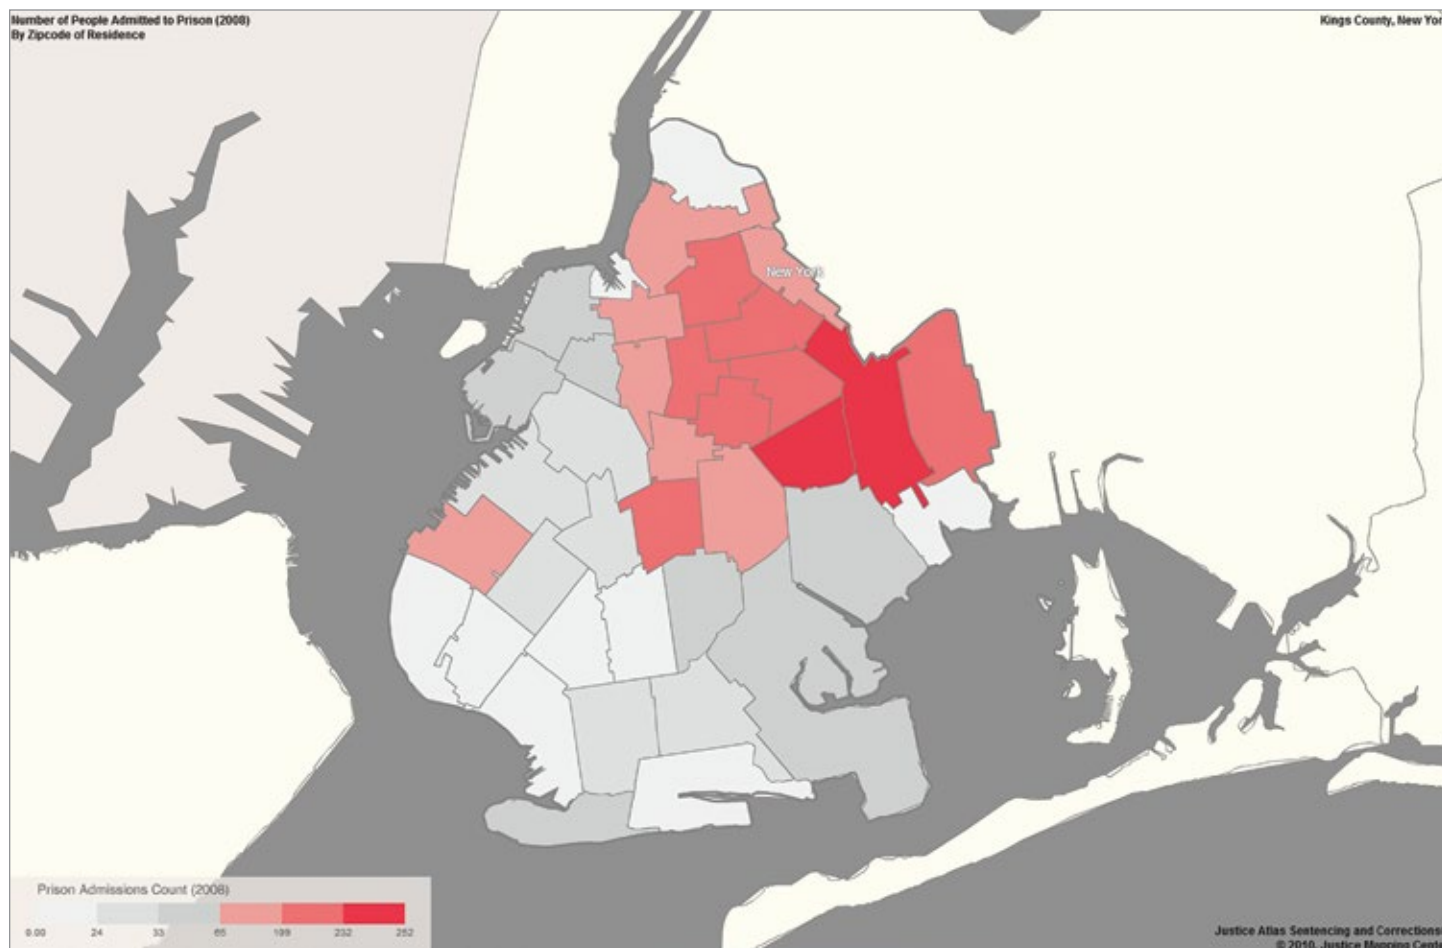 Number of People Admitted to Prison (2008)
By Zipcode of Residence
Kings County, New Yor
New York
Prison Admissions Count (2008)
0.00 24 33 65 199 232 252
Justice Atlas Sentencing and Corrections
© 2010, Justice Mapping Cente